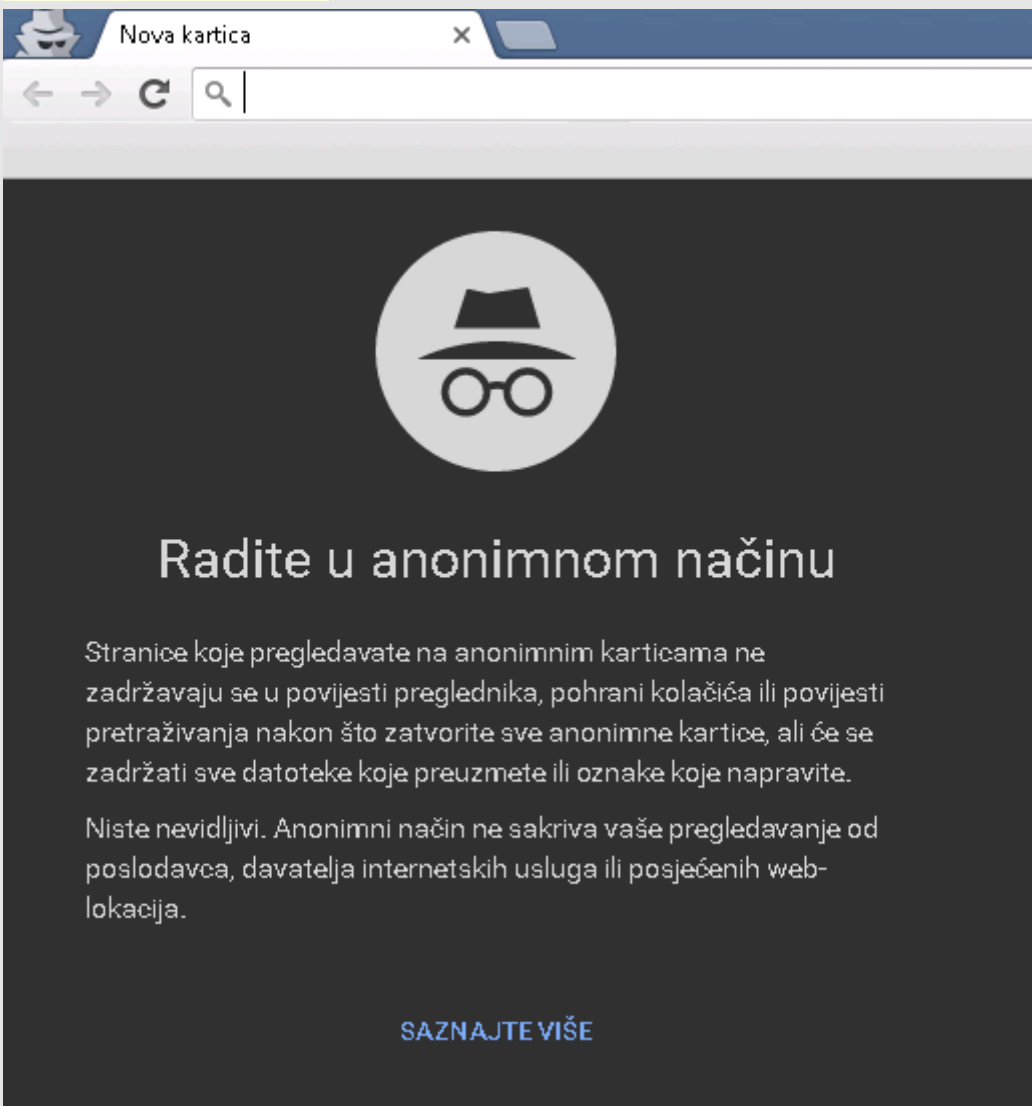 Nova kartica
Radite u anonimnom načinu
Stranice koje pregledavate na anonimnim karticama ne
zadržavaju se u povijesti preglednika, pohrani kolačića ili povijesti
pretraživanja nakon što zatvorite sve anonimne kartice, ali će se
zadržati sve datoteke koje preuzmete ili oznake koje napravite.
Niste nevidljivi. Anonimni način ne sakriva vaše pregledavanje od
poslodavca, davatelja internetskih usluga ili posjećenih web-
lokacija.
SAZNAJTE VIŠE